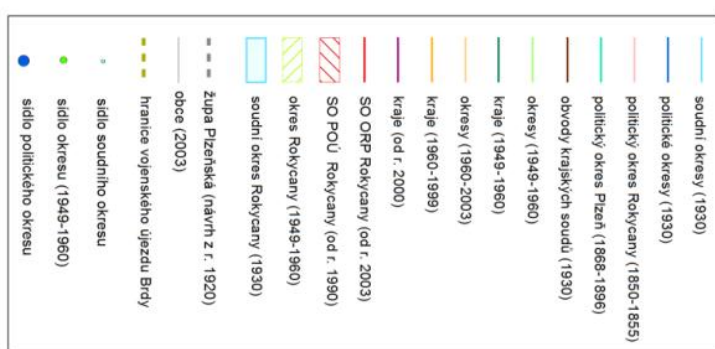 soudní okresy (1930)
politické okresy (1930)
politický okres Rokycany (1850-1855)
politický okres Plzeň (1868-1896)
obvody krajských soudů (1930)
okresy (1949-1960)
kraje (1949-1960)
okresy (1960-2003)
kraje (1960-1999)
kraje (od r. 2000)
SO ORP Rokycany (od r. 2003)
SO POÚ Rokycany (od r. 1990)
okres Rokycany (1949-1960)
soudní okres Rokycany (1930)
župa Plzeňská (návrh z r. 1920)
obce (2003)
hranice vojenského újezdu Brdy
sídlo soudního okresu
sídlo okresu (1949-1960)
sídlo politického okresu